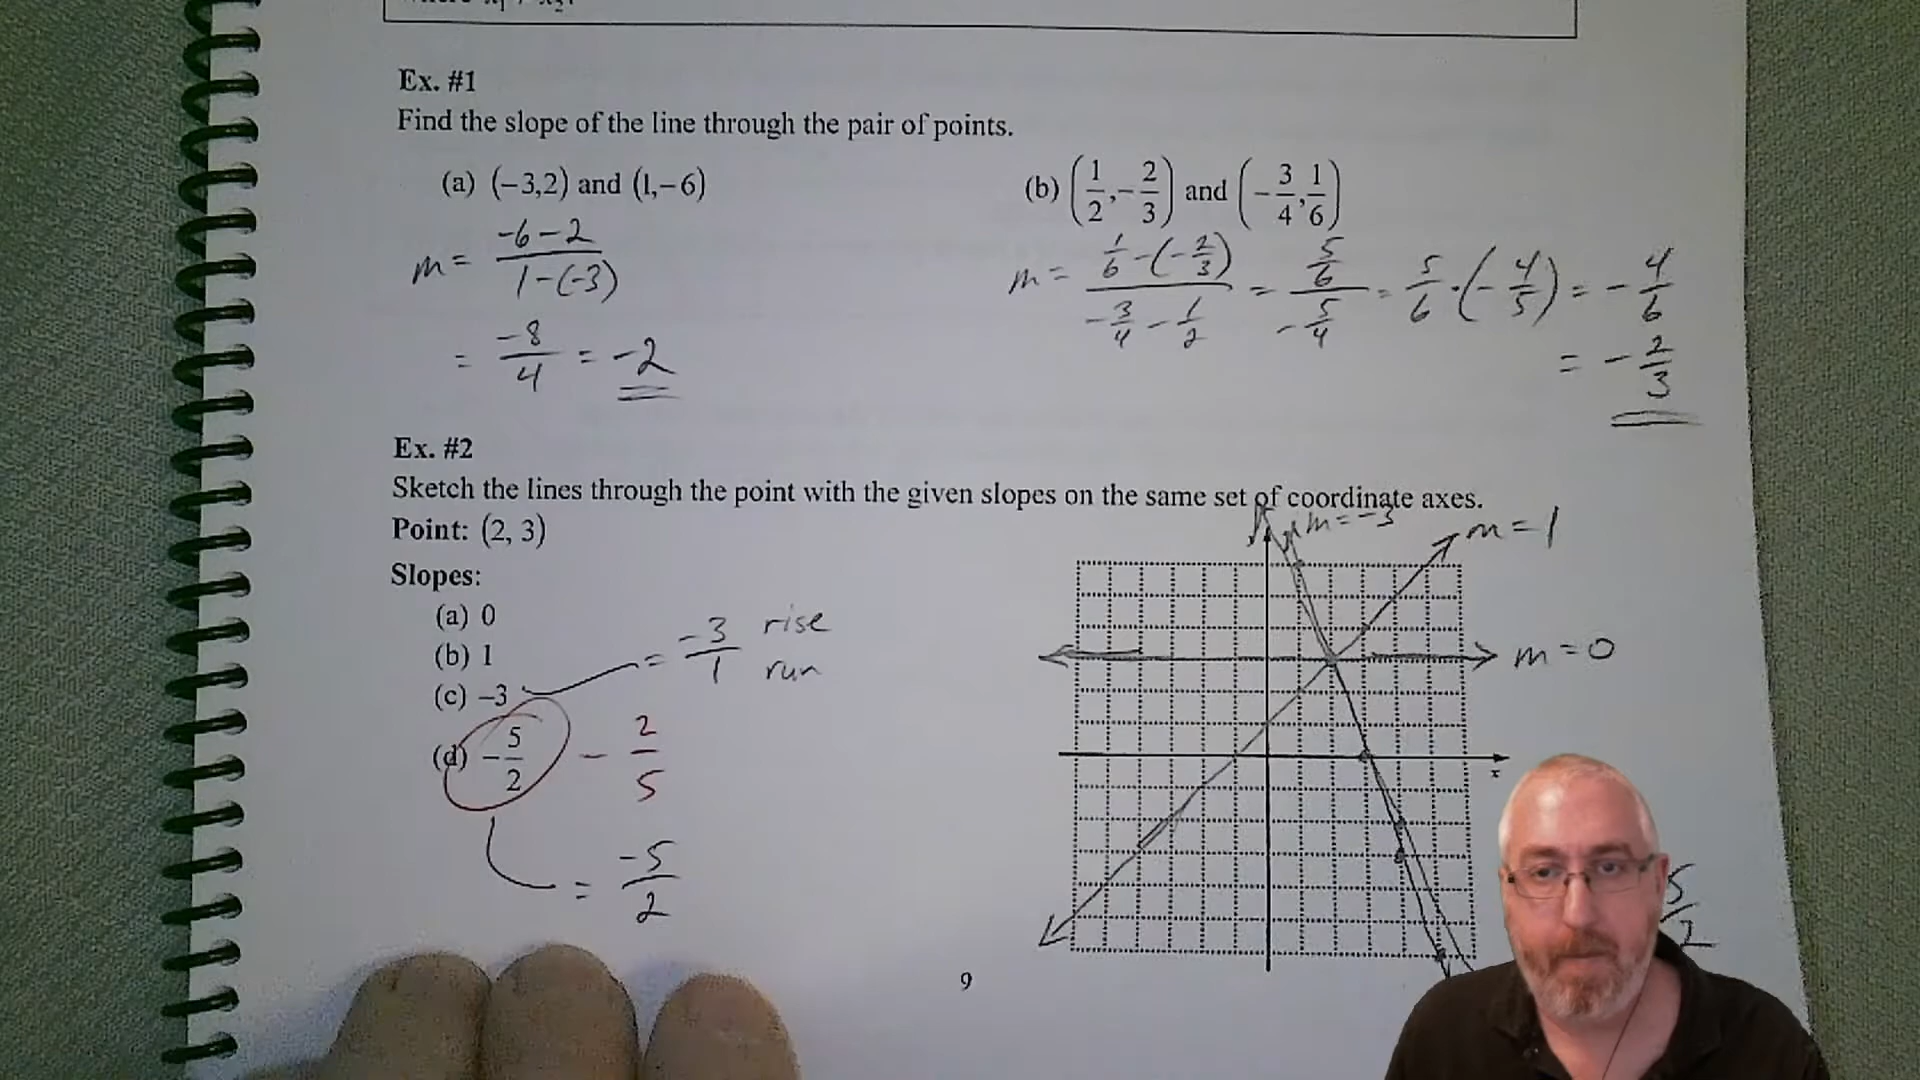 Ex. #1
Find the slope of the line through the pair of points.
(a) (−3,2) and (1,−6)
m = (-6-2)/(1-(-3))
= -8/4 = -2
(b) (1/2, −2/3) and (−3/4, 1/6)
m = (1/6-(-2/3))/(-3/4-1/2) = (5/6)/(-5/4) = 5/6·(-4/5) = -4/6
= -2/3
Ex. #2
Sketch the lines through the point with the given slopes on the same set of coordinate axes.
Point: (2, 3)
Slopes:
(a) 0
(b) 1
(c) −3 = -3/1 rise run
(d) −5/2 - 2/5
= -5/2
m=-3
m=1
m=0
x
5/2
9